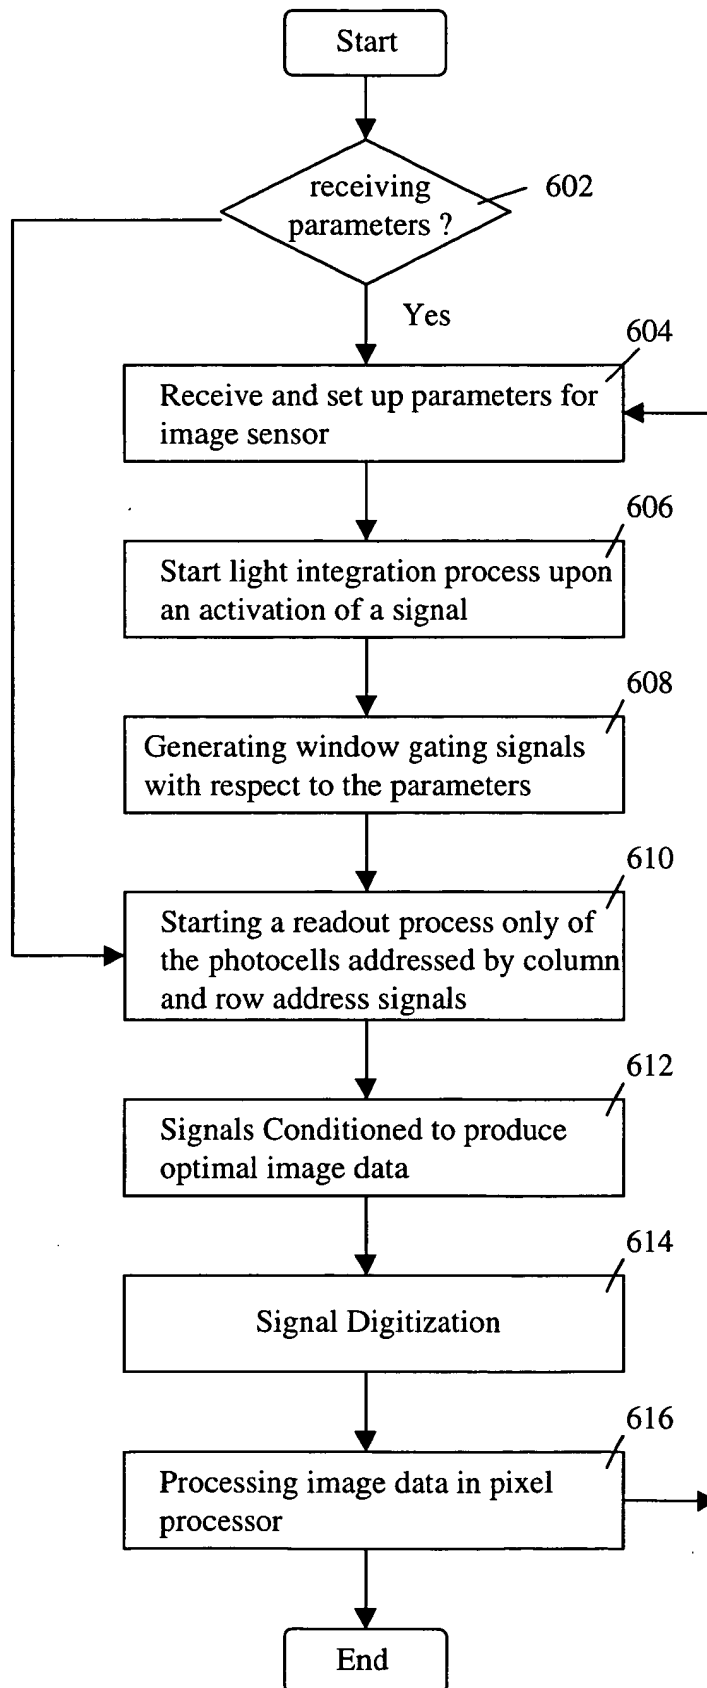 Start
receiving
parameters ?
602
Yes
604
Receive and set up parameters for
image sensor
606
Start light integration process upon
an activation of a signal
608
Generating window gating signals
with respect to the parameters
610
Starting a readout process only of
the photocells addressed by column
and row address signals
612
Signals Conditioned to produce
optimal image data
614
Signal Digitization
616
Processing image data in pixel
processor
End